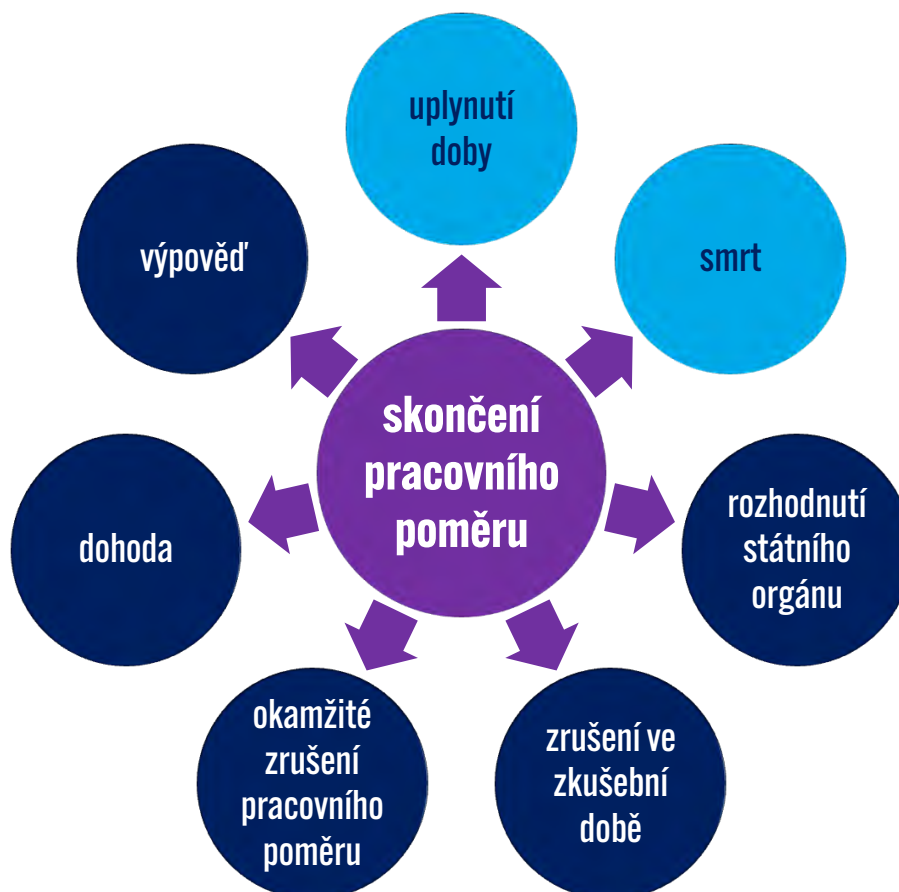 uplynutí
doby
výpověď
smrt
skončení
pracovního
poměru
dohoda
rozhodnutí
státního
orgánu
okamžité
zrušení
pracovního
poměru
zrušení ve
zkušební
době